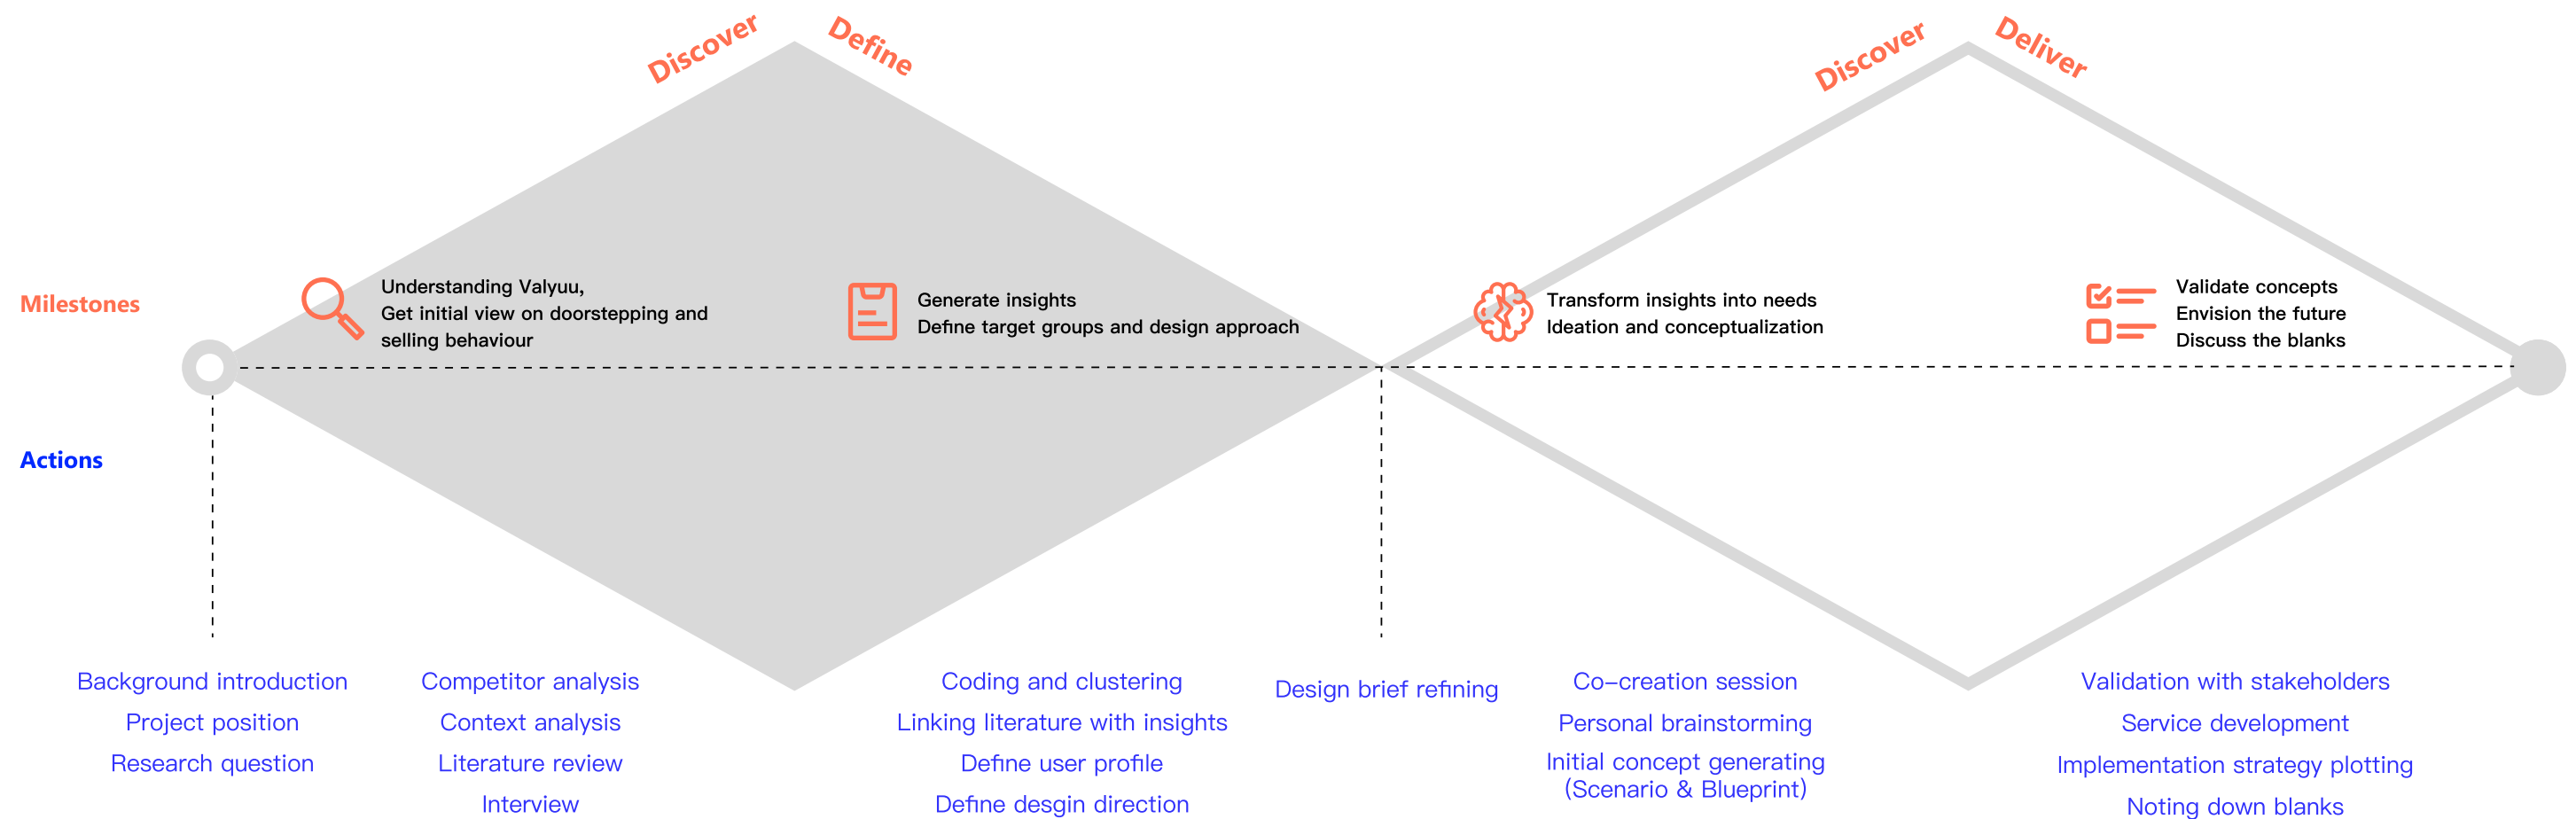 Discover
Define
Discover
Deliver
Milestones
Understanding Valyuu,
Get initial view on doorstepping and
selling behaviour
Generate insights
Define target groups and design approach
Transform insights into needs
Ideation and conceptualization
Validate concepts
Envision the future
Discuss the blanks
Actions
Background introduction
Project position
Research question
Competitor analysis
Context analysis
Literature review
Interview
Coding and clustering
Linking literature with insights
Define user profile
Define desgin direction
Design brief refining
Co-creation session
Personal brainstorming
Initial concept generating
(Scenario & Blueprint)
Validation with stakeholders
Service development
Implementation strategy plotting
Noting down blanks